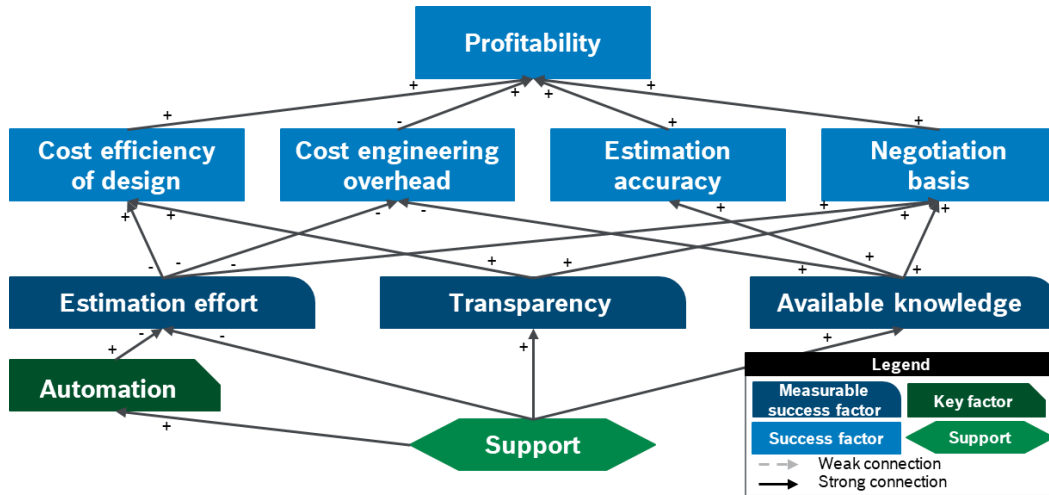 Profitability
+
+
+
+
+
-
+
+
Cost efficiency
of design
Cost engineering
overhead
Estimation
accuracy
Negotiation
basis
+
+
-
-
+
+
+
+
+
-
-
-
+
+
+
+
+
Estimation effort
Transparency
Available knowledge
-
-
+
+
+
Automation
+
Support
Legend
Measurable
success factor
Key factor
Success factor
Support
Weak connection
Strong connection